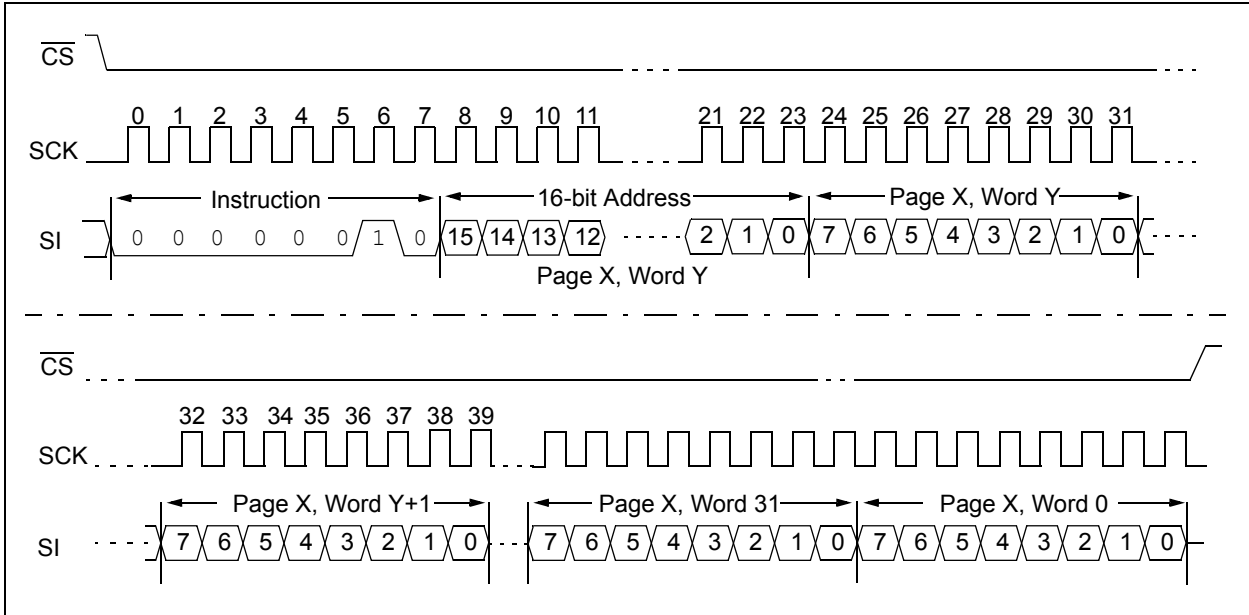 CS
0 1 2 3 4 5 6 7 8 9 10 11 21 22 23 24 25 26 27 28 29 30 31
SCK
Instruction 16-bit Address Page X, Word Y
SI 0 0 0 0 0 0 1 0 15 14 13 12 2 1 0 7 6 5 4 3 2 1 0
Page X, Word Y
CS
32 33 34 35 36 37 38 39
SCK
Page X, Word Y+1 Page X, Word 31 Page X, Word 0
SI 7 6 5 4 3 2 1 0 7 6 5 4 3 2 1 0 7 6 5 4 3 2 1 0